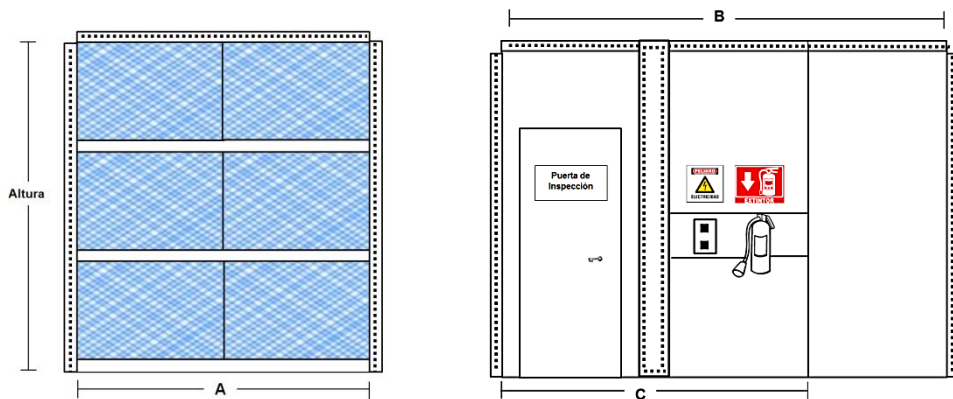 B
Altura
Puerta de
Inspección
PELIGRO
ELECTRICIDAD
EXTINTOR
A
C